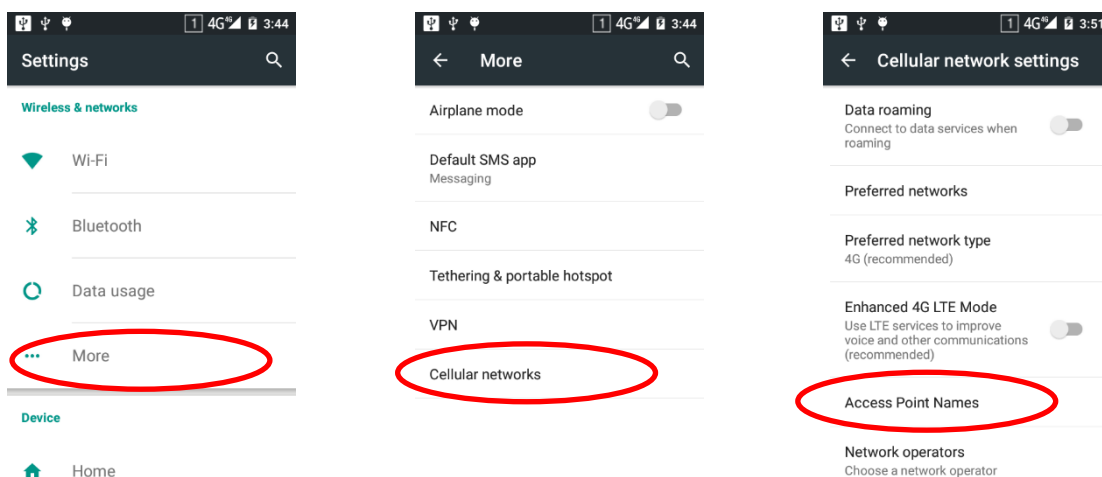 1 4G 4G 3:44
Settings
Wireless & networks
Wi-Fi
Bluetooth
Data usage
More
Device
Home
1 4G 4G 3:44
More
Airplane mode
Default SMS app
Messaging
NFC
Tethering & portable hotspot
VPN
Cellular networks
1 4G 4G 3:51
Cellular network settings
Data roaming
Connect to data services when
roaming
Preferred networks
Preferred network type
4G (recommended)
Enhanced 4G LTE Mode
Use LTE services to improve
voice and other communications
(recommended)
Access Point Names
Network operators
Choose a network operator